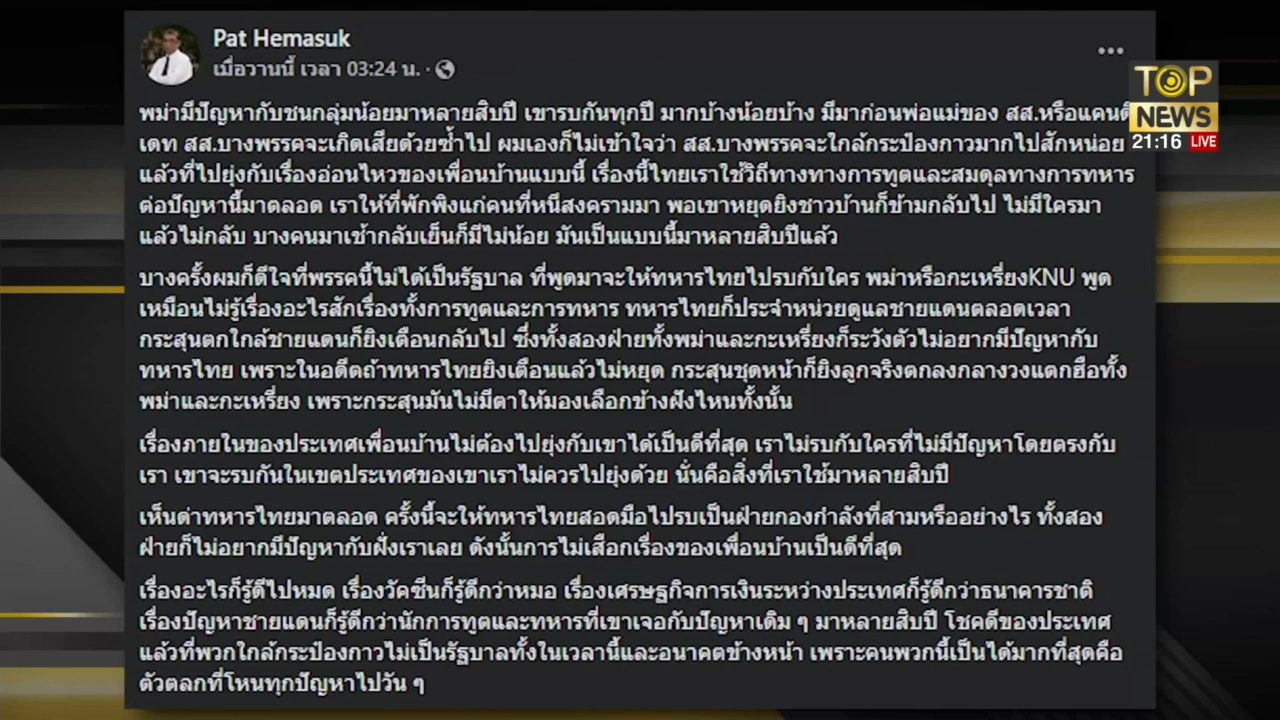 Pat Hemasuk
เมื่อวานนี้ เวลา 03:24 น. ·
TOP
NEWS
21:16 LIVE
พม่ามีปัญหากับชนกลุ่มน้อยมาหลายสิบปี เขารบกันทุกปี มากบ้างน้อยบ้าง มีมาก่อนพ่อแม่ของ สส.หรือแคนดิ
เดท สส.บางพรรคจะเกิดเสียด้วยซ้ำไป ผมเองก็ไม่เข้าใจว่า สส.บางพรรคจะใกล้กระป๋องกาวมากไปสักหน่อย
แล้วที่ไปยุ่งกับเรื่องอ่อนไหวของเพื่อนบ้านแบบนี้ เรื่องนี้ไทยเราใช้วิถีทางทางการทูตและสมดุลทางการทหาร
ต่อปัญหานี้มาตลอด เราให้ที่พักพิงแก่คนที่หนีสงครามมา พอเขาหยุดยิงชาวบ้านก็ข้ามกลับไป ไม่มีใครมา
แล้วไม่กลับ บางคนมาเช้ากลับเย็นก็มีไม่น้อย มันเป็นแบบนี้มาหลายสิบปีแล้ว
บางครั้งผมก็ดีใจที่พรรคนี้ไม่ได้เป็นรัฐบาล ที่พูดมาจะให้ทหารไทยไปรบกับใคร พม่าหรือกะเหรี่ยงKNU พูด
เหมือนไม่รู้เรื่องอะไรสักเรื่องทั้งการทูตและการทหาร ทหารไทยก็ประจำหน่วยดูแลชายแดนตลอดเวลา
กระสุนตกใกล้ชายแดนก็ยิงเตือนกลับไป ซึ่งทั้งสองฝ่ายทั้งพม่าและกะเหรี่ยงก็ระวังตัวไม่อยากมีปัญหากับ
ทหารไทย เพราะในอดีตถ้าทหารไทยยิงเตือนแล้วไม่หยุด กระสุนชุดหน้าก็ยิงลูกจริงตกลงกลางวงแตกฮือทั้ง
พม่าและกะเหรี่ยง เพราะกระสุนมันไม่มีตาให้มองเลือกข้างฝั่งไหนทั้งนั้น
เรื่องภายในของประเทศเพื่อนบ้านไม่ต้องไปยุ่งกับเขาได้เป็นดีที่สุด เราไม่รบกับใครที่ไม่มีปัญหาโดยตรงกับ
เรา เขาจะรบกันในเขตประเทศของเขาเราไม่ควรไปยุ่งด้วย นั่นคือสิ่งที่เราใช้มาหลายสิบปี
เห็นด่าทหารไทยมาตลอด ครั้งนี้จะให้ทหารไทยสอดมือไปรบเป็นฝ่ายกองกำลังที่สามหรืออย่างไร ทั้งสอง
ฝ่ายก็ไม่อยากมีปัญหากับฝั่งเราเลย ดังนั้นการไม่เสือกเรื่องของเพื่อนบ้านเป็นดีที่สุด
เรื่องอะไรก็รู้ดีไปหมด เรื่องวัคซีนก็รู้ดีกว่าหมอ เรื่องเศรษฐกิจการเงินระหว่างประเทศก็รู้ดีกว่าธนาคารชาติ
เรื่องปัญหาชายแดนก็รู้ดีกว่านักการทูตและทหารที่เขาเจอกับปัญหาเดิม ๆ มาหลายสิบปี โชคดีของประเทศ
แล้วที่พวกใกล้กระป๋องกาวไม่เป็นรัฐบาลทั้งในเวลานี้และอนาคตข้างหน้า เพราะคนพวกนี้เป็นได้มากที่สุดคือ
ตัวตลกที่โหนทุกปัญหาไปวัน ๆ